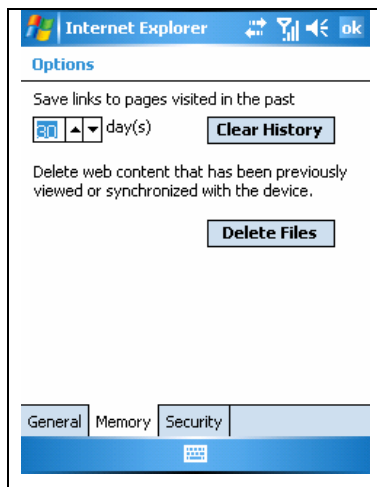 Internet Explorer ok
Options
Save links to pages visited in the past
30 day(s) Clear History
Delete web content that has been previously
viewed or synchronized with the device.
Delete Files
General Memory Security